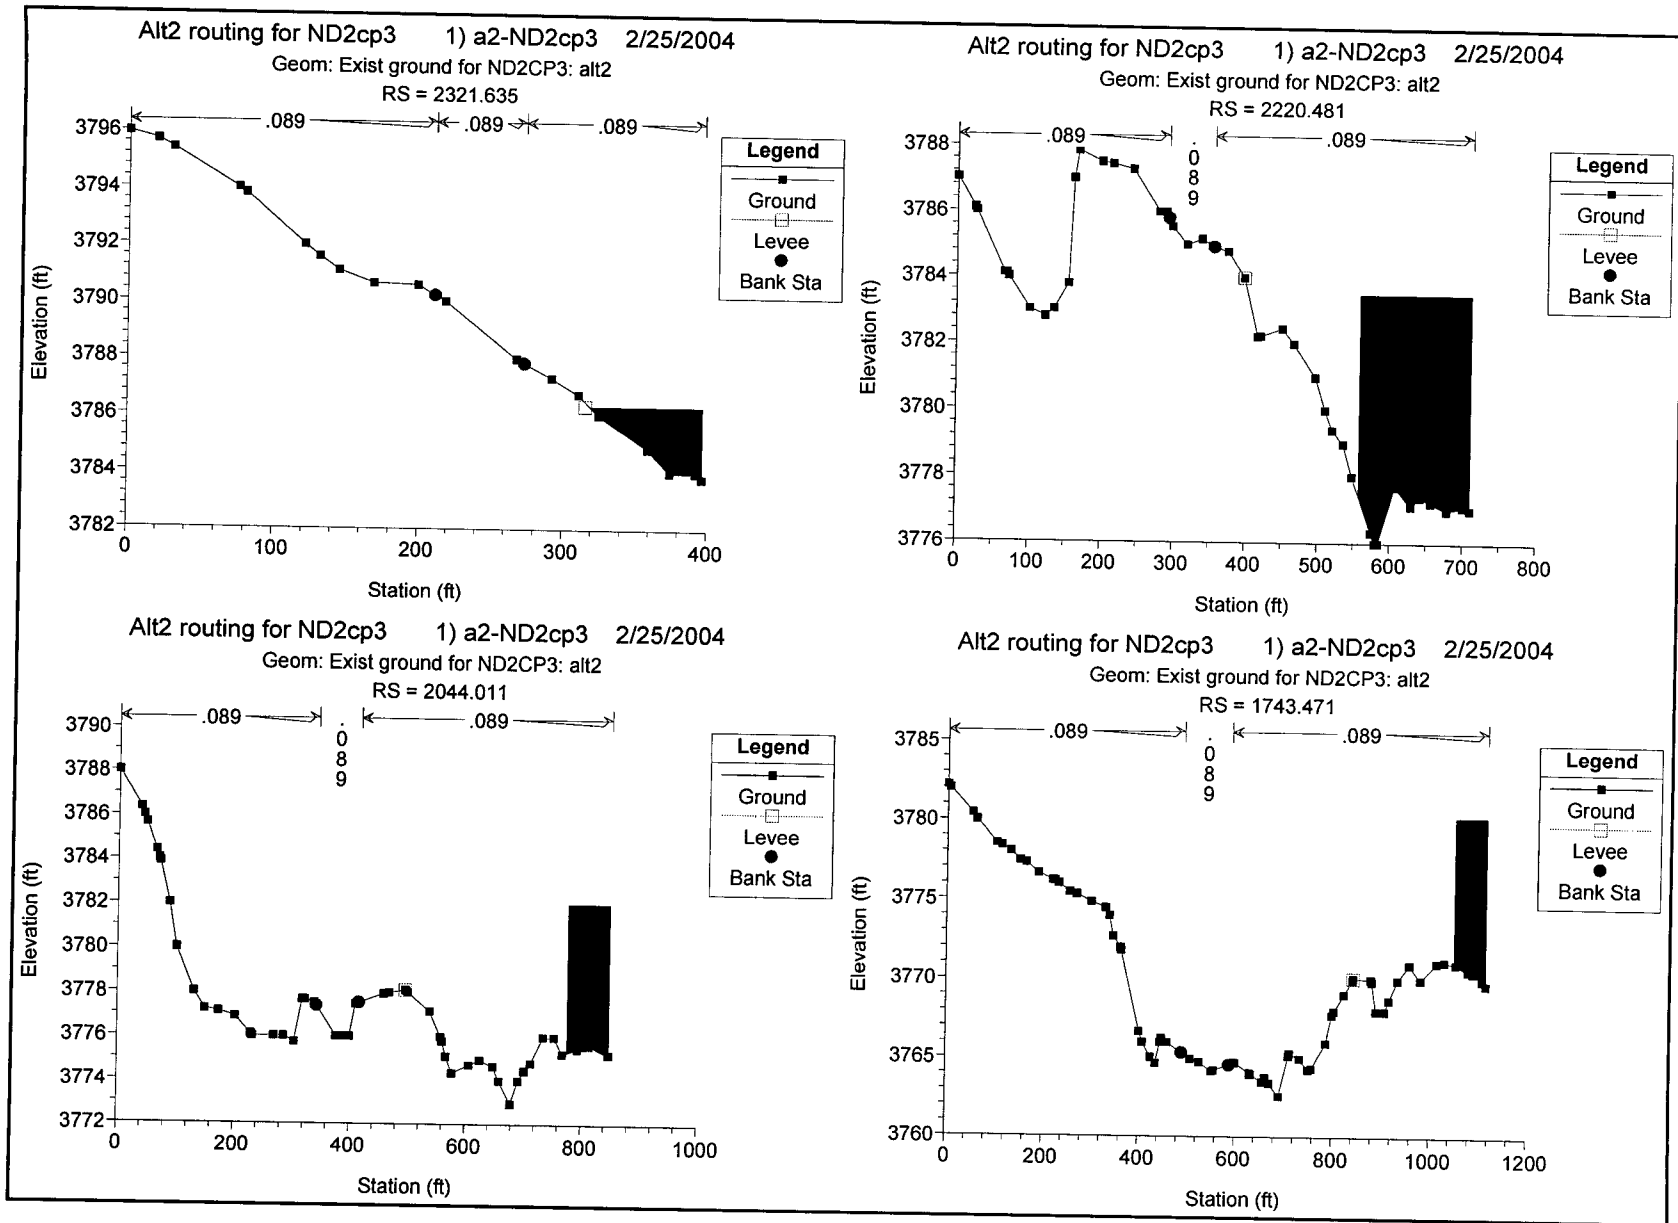 Alt2 routing for ND2cp3 1) a2-ND2cp3 2/25/2004
Geom: Exist ground for ND2CP3: alt2
RS = 2321.635
.089 .089 .089
3796
3794
3792
3790
3788
3786
3784
3782
Elevation (ft)
0 100 200 300 400
Station (ft)
Legend
Ground
Levee
Bank Sta
Alt2 routing for ND2cp3 1) a2-ND2cp3 2/25/2004
Geom: Exist ground for ND2CP3: alt2
RS = 2220.481
.089 .089 .089
3788
3786
3784
3782
3780
3778
3776
Elevation (ft)
0 100 200 300 400 500 600 700 800
Station (ft)
Legend
Ground
Levee
Bank Sta
Alt2 routing for ND2cp3 1) a2-ND2cp3 2/25/2004
Geom: Exist ground for ND2CP3: alt2
RS = 2044.011
.089 .089 .089
3790
3788
3786
3784
3782
3780
3778
3776
3774
3772
Elevation (ft)
0 200 400 600 800 1000
Station (ft)
Legend
Ground
Levee
Bank Sta
Alt2 routing for ND2cp3 1) a2-ND2cp3 2/25/2004
Geom: Exist ground for ND2CP3: alt2
RS = 1743.471
.089 .089 .089
3785
3780
3775
3770
3765
3760
Elevation (ft)
0 200 400 600 800 1000 1200
Station (ft)
Legend
Ground
Levee
Bank Sta